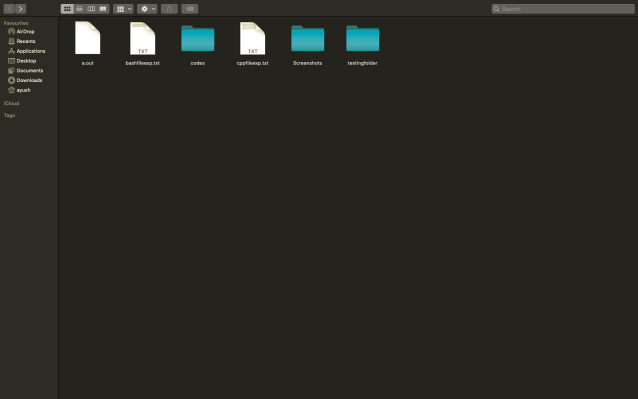 Search
Favourites
AirDrop
Recents
Applications
Desktop
Documents
Downloads
ayush
iCloud
Tags
TXT
TXT
a.out
bashfileexp.txt
codes
cppfileexp.txt
Screenshots
testingfolder